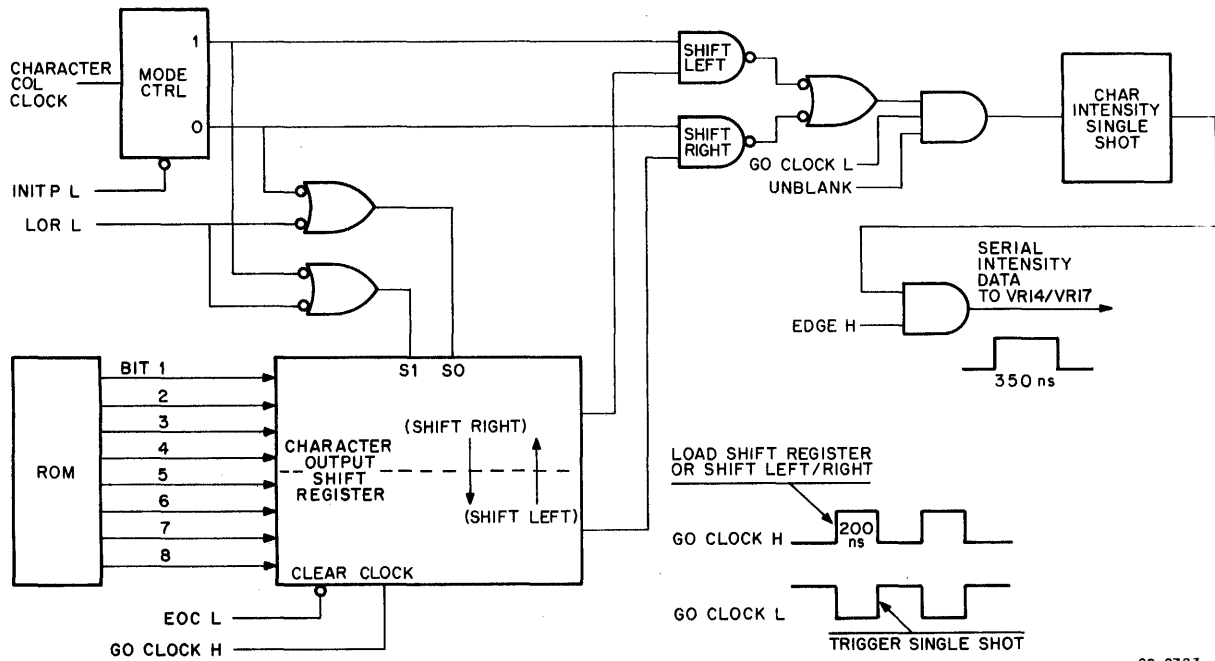 CHARACTER
COL
CLOCK
MODE
CTRL
1
0
INIT P L
LOR L
SHIFT
LEFT
SHIFT
RIGHT
GO CLOCK L
UNBLANK
CHAR
INTENSITY
SINGLE
SHOT
SERIAL
INTENSITY
DATA
TO VR14/VR17
EDGE H
350 ns
ROM
BIT 1
2
3
4
5
6
7
8
S1 S0
CHARACTER
OUTPUT
SHIFT
REGISTER
(SHIFT RIGHT)
(SHIFT LEFT)
CLEAR CLOCK
EOC L
GO CLOCK H
LOAD SHIFT REGISTER
OR SHIFT LEFT/RIGHT
GO CLOCK H
200
ns
GO CLOCK L
TRIGGER SINGLE SHOT